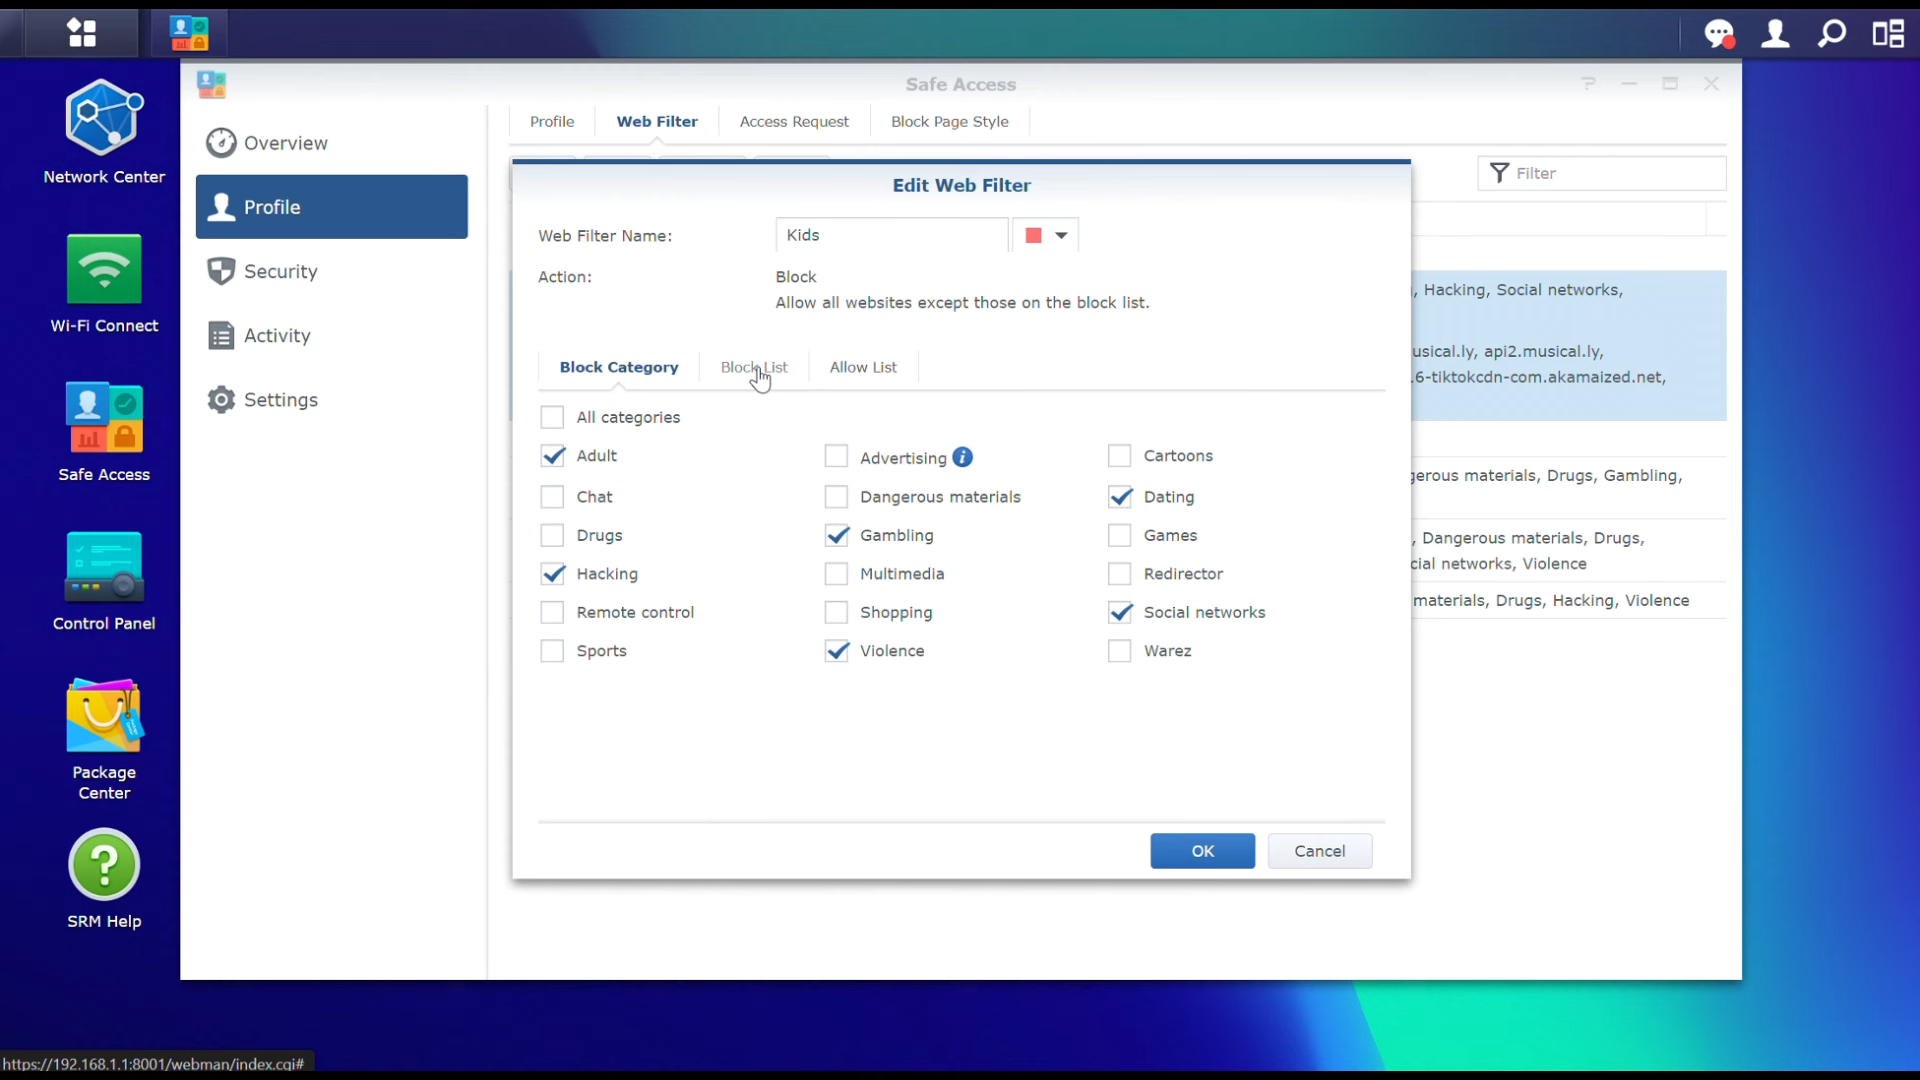 Network Center
Wi-Fi Connect
Safe Access
Control Panel
Package
Center
SRM Help
Safe Access
Overview
Profile
Security
Activity
Settings
Profile
Web Filter
Access Request
Block Page Style
Filter
Edit Web Filter
Web Filter Name:
Kids
Action:
Block
Allow all websites except those on the block list.
Block Category
Block List
Allow List
All categories
Adult
Advertising
Cartoons
Chat
Dangerous materials
Dating
Drugs
Gambling
Games
Hacking
Multimedia
Redirector
Remote control
Shopping
Social networks
Sports
Violence
Warez
OK
Cancel
, Hacking, Social networks,
usical.ly, api2.musical.ly,
.6-tiktokcdn-com.akamaized.net,
gerous materials, Drugs, Gambling,
, Dangerous materials, Drugs,
cial networks, Violence
materials, Drugs, Hacking, Violence
https://192.168.1.1:8001/webman/index.cgi#